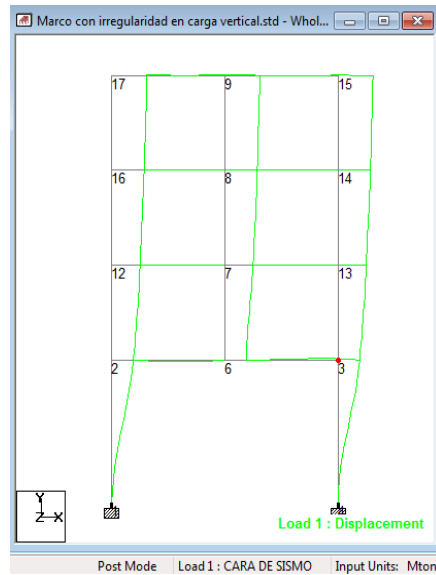 Marco con irregularidad en carga vertical.std - Whol...
17 9 15
16 8 14
12 7 13
2 6 3
Y
Z X
Load 1 : Displacement
Post Mode Load 1 : CARA DE SISMO Input Units: Mton